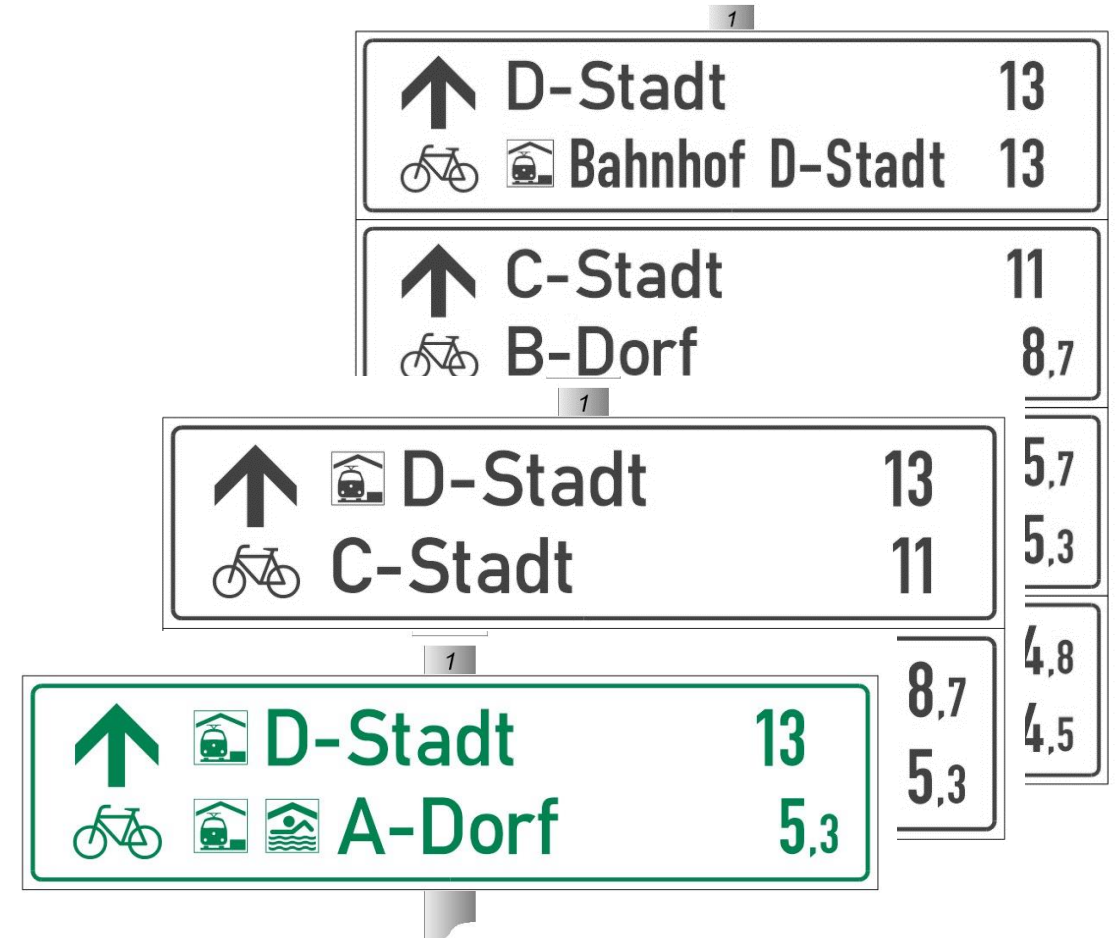 1
D-Stadt 13
Bahnhof D-Stadt 13
C-Stadt 11
B-Dorf 8,7
5,7
5,3
4,8
4,5
1
D-Stadt 13
C-Stadt 11
8,7
5,3
1
D-Stadt 13
A-Dorf 5,3